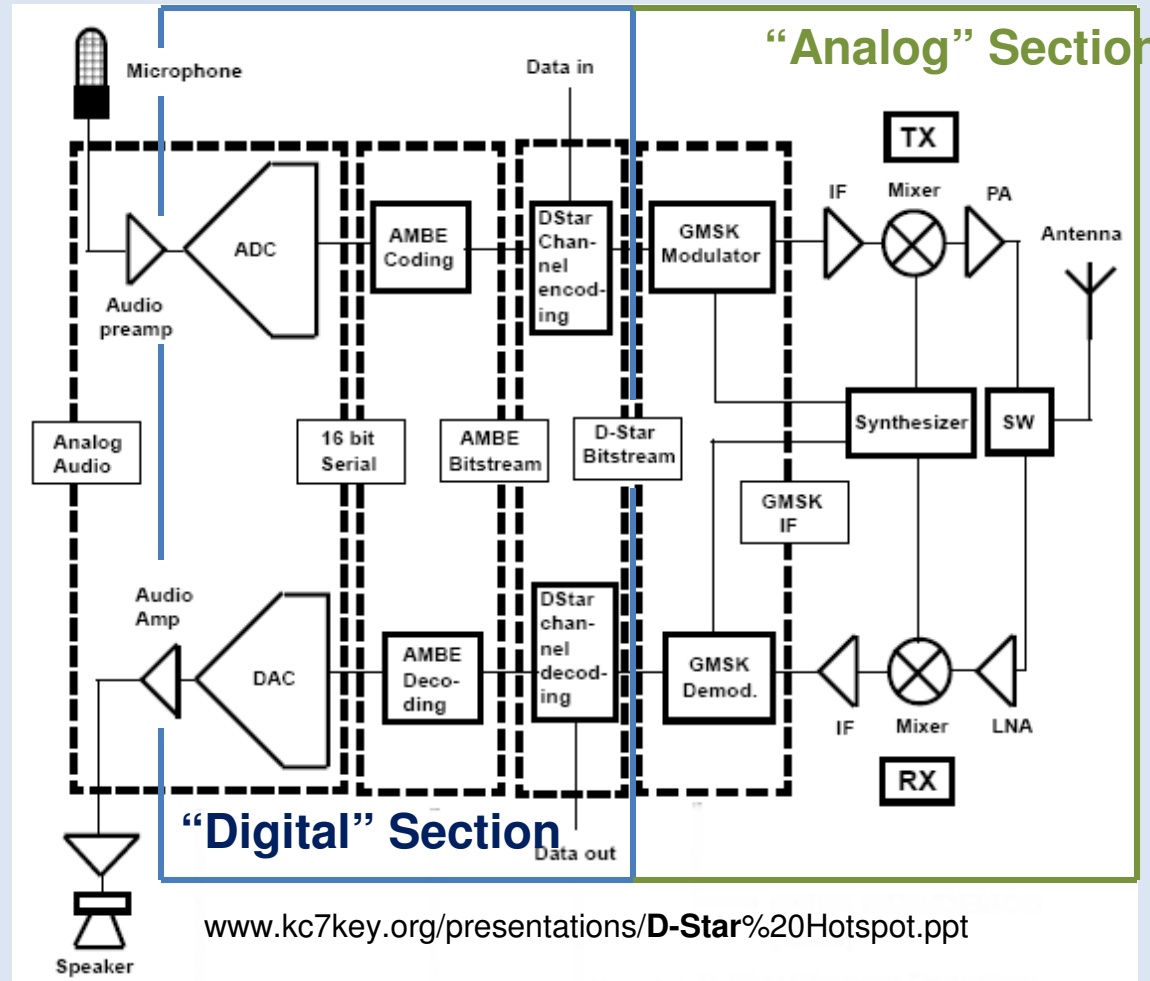 “Analog” Section
Microphone
Data in
TX
IF
Mixer
PA
Antenna
ADC
AMBE
Coding
DStar
Chan-
nel
encod-
ing
GMSK
Modulator
Audio
preamp
Analog
Audio
16 bit
Serial
AMBE
Bitstream
D-Star
Bitstream
Synthesizer
SW
GMSK
IF
Audio
Amp
DAC
AMBE
Deco-
ding
DStar
chan-
nel
decod-
ing
GMSK
Demod.
IF
Mixer
LNA
RX
“Digital” Section
Data out
Speaker
www.kc7key.org/presentations/D-Star%20Hotspot.ppt